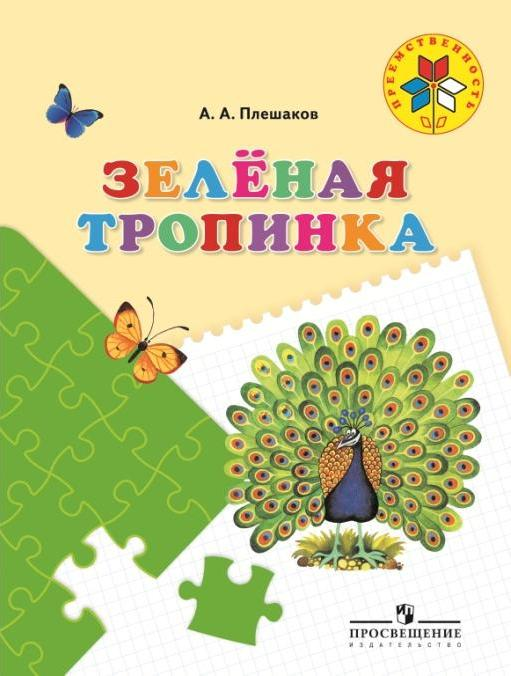 ПРЕЕМСТВЕННОСТЬ
А. А. Плешаков
ЗЕЛЁНАЯ
ТРОПИНКА
ПРОСВЕЩЕНИЕ
ИЗДАТЕЛЬСТВО